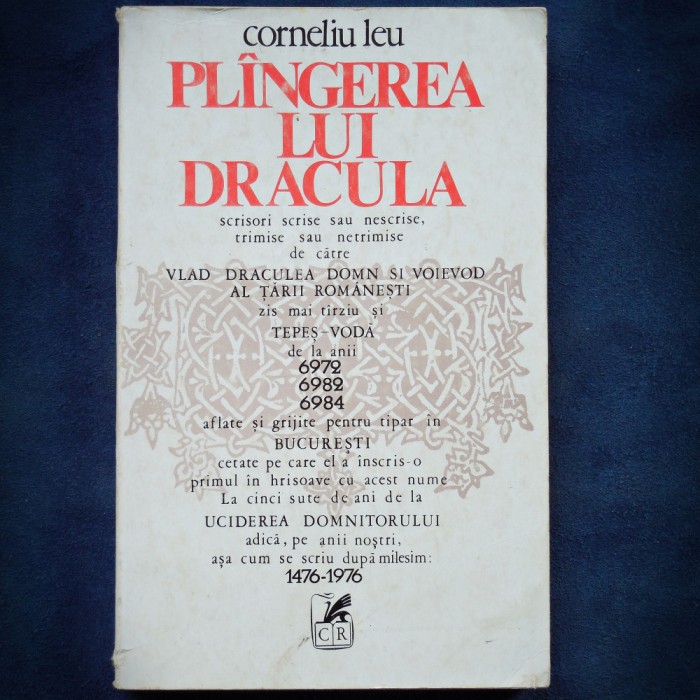 corneliu leu
PLÎNGEREA
LUI
DRACULA
scrisori scrise sau nescrise,
trimise sau netrimise
de către
VLAD DRACULEA DOMN SI VOIEVOD
AL ȚĂRII ROMÂNEȘTI
zis mai tîrziu și
TEPEȘ-VODĂ
de la anii
6972
6982
6984
aflate și grijite pentru tipar în
BUCUREȘTI
cetate pe care el a înscris-o
primul în hrisoave cu acest nume
La cinci sute de ani de la
UCIDEREA DOMNITORULUI
adică, pe anii noștri,
așa cum se scriu după milesim:
1476-1976
CR